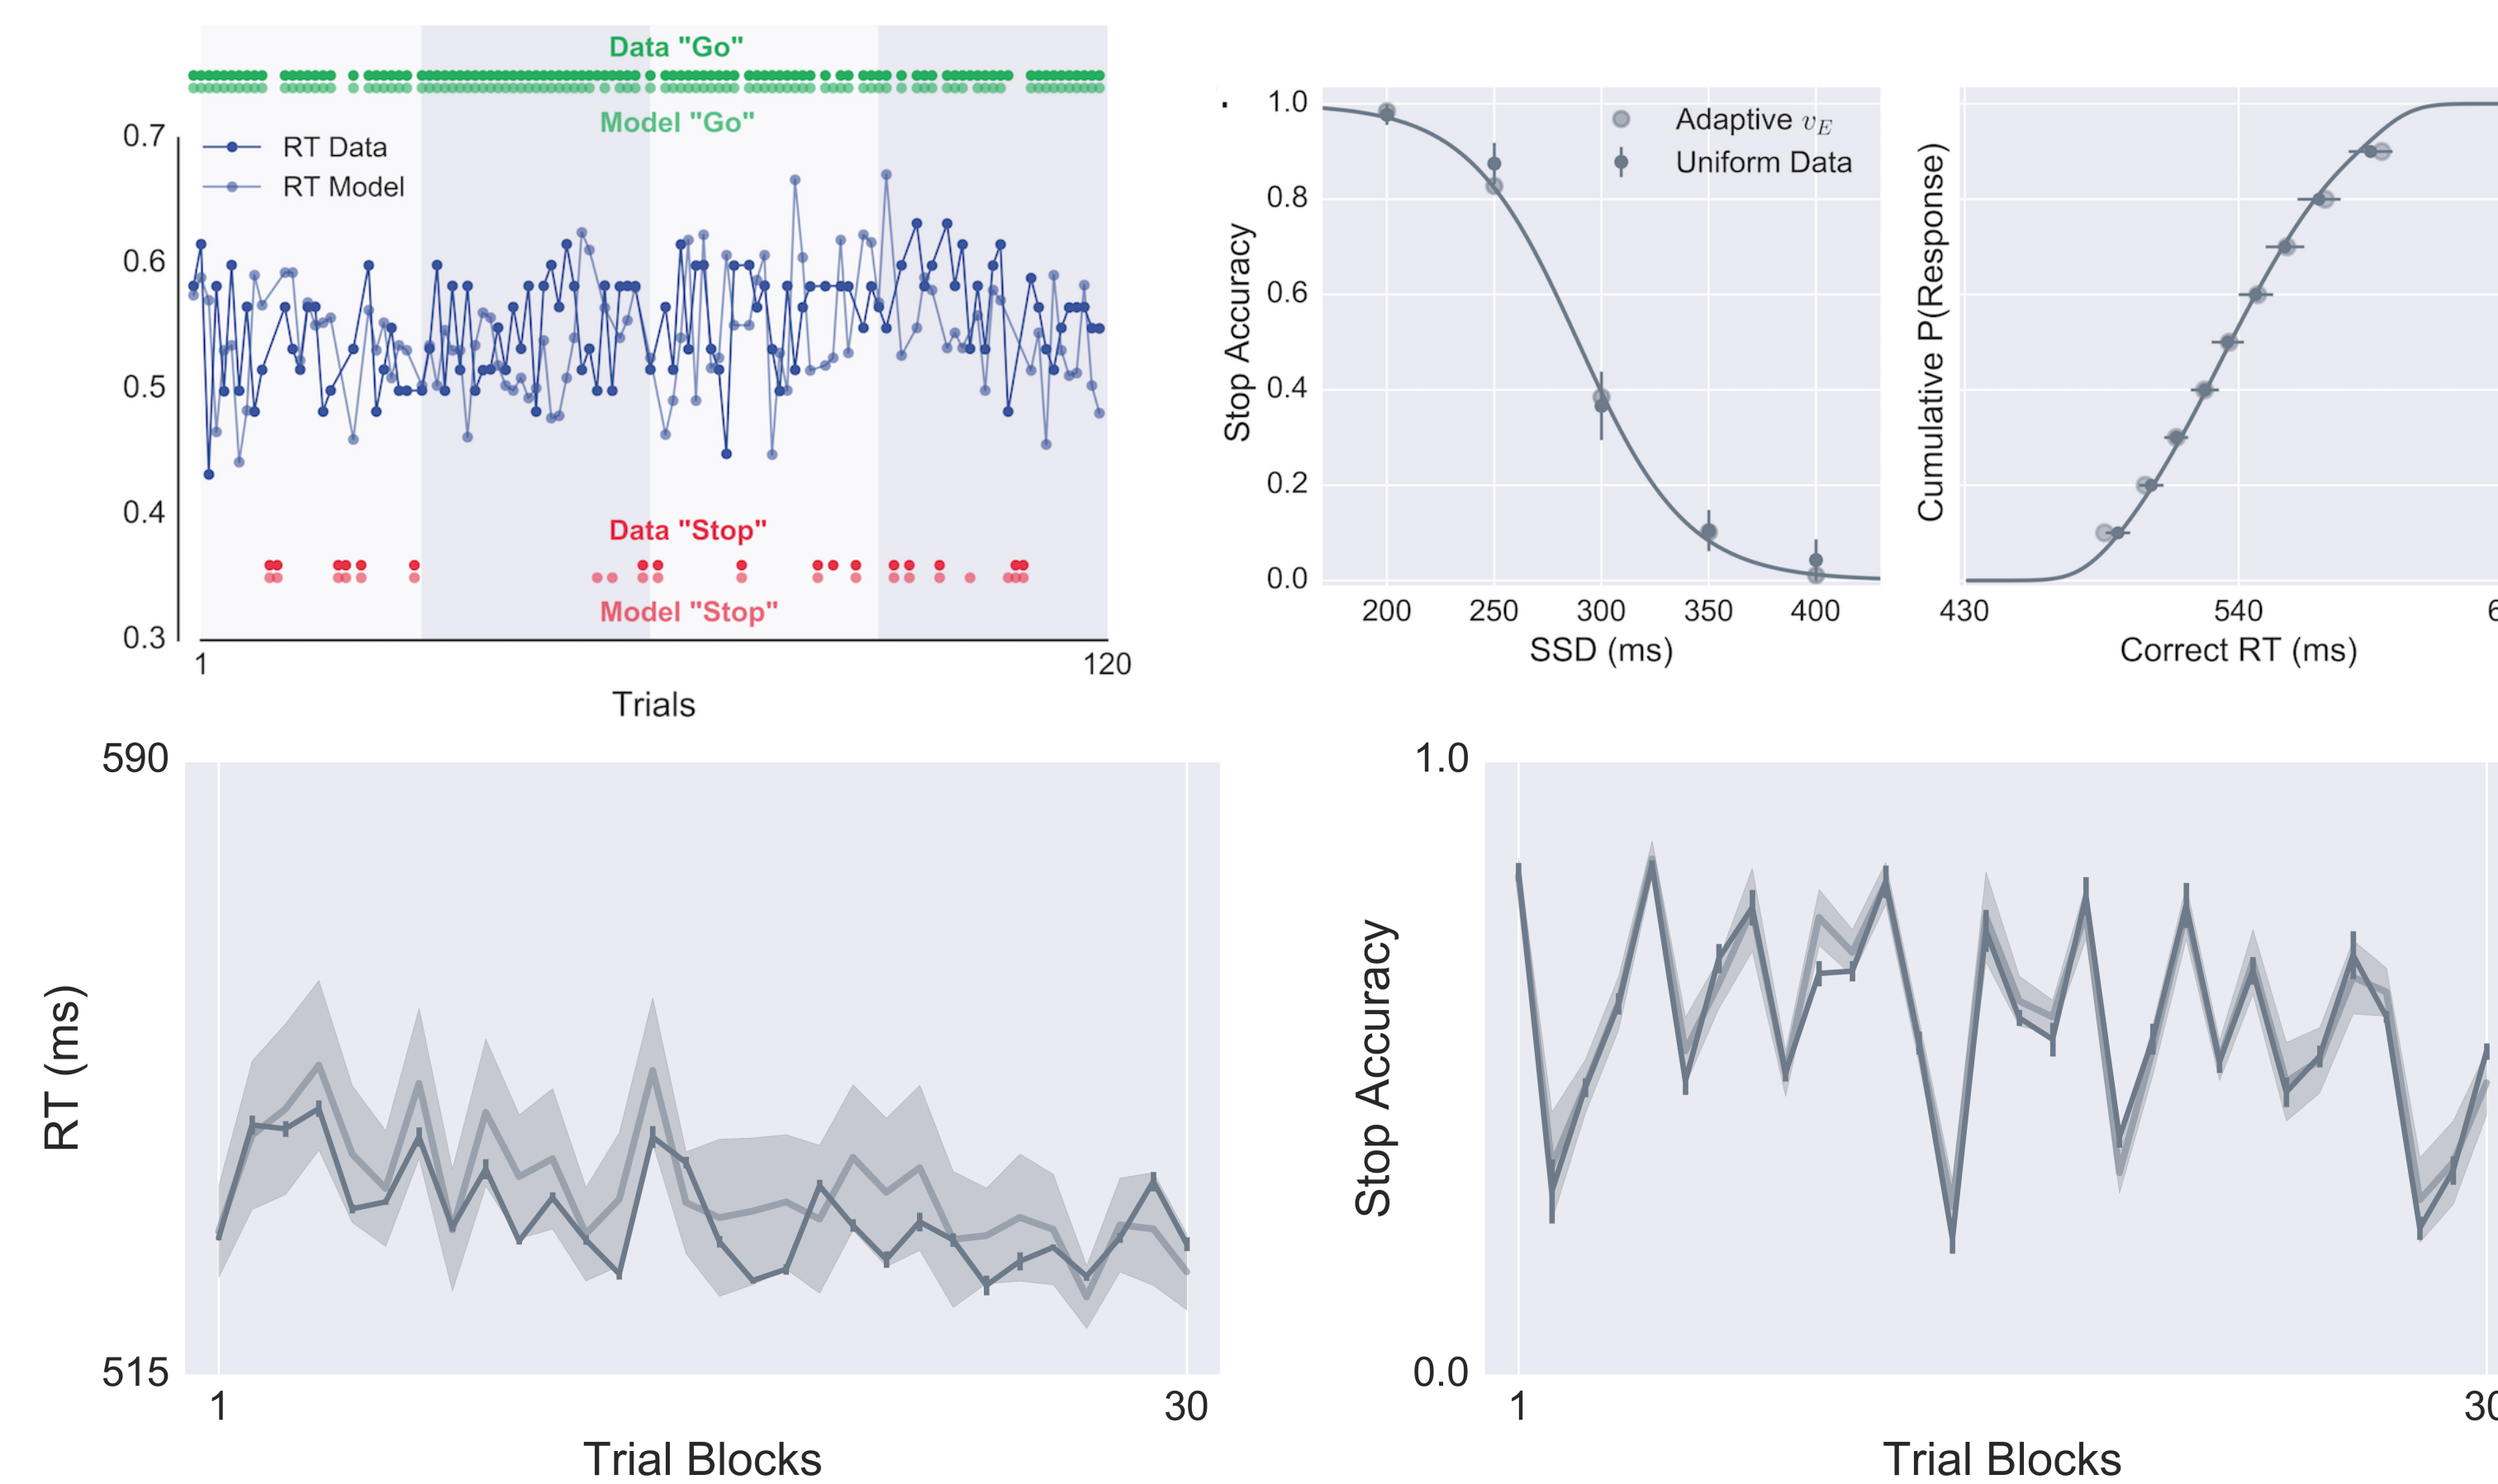 Data "Go"
Model "Go"
0.7
0.6
0.5
0.4
0.3
RT Data
RT Model
Data "Stop"
Model "Stop"
1
120
Trials
.
1.0
0.8
0.6
0.4
0.2
0.0
Stop Accuracy
Adaptive vE
Uniform Data
200 250 300 350 400
SSD (ms)
Cumulative P(Response)
430 540 6
Correct RT (ms)
590
515
RT (ms)
1 30
Trial Blocks
1.0
0.0
Stop Accuracy
1 30
Trial Blocks